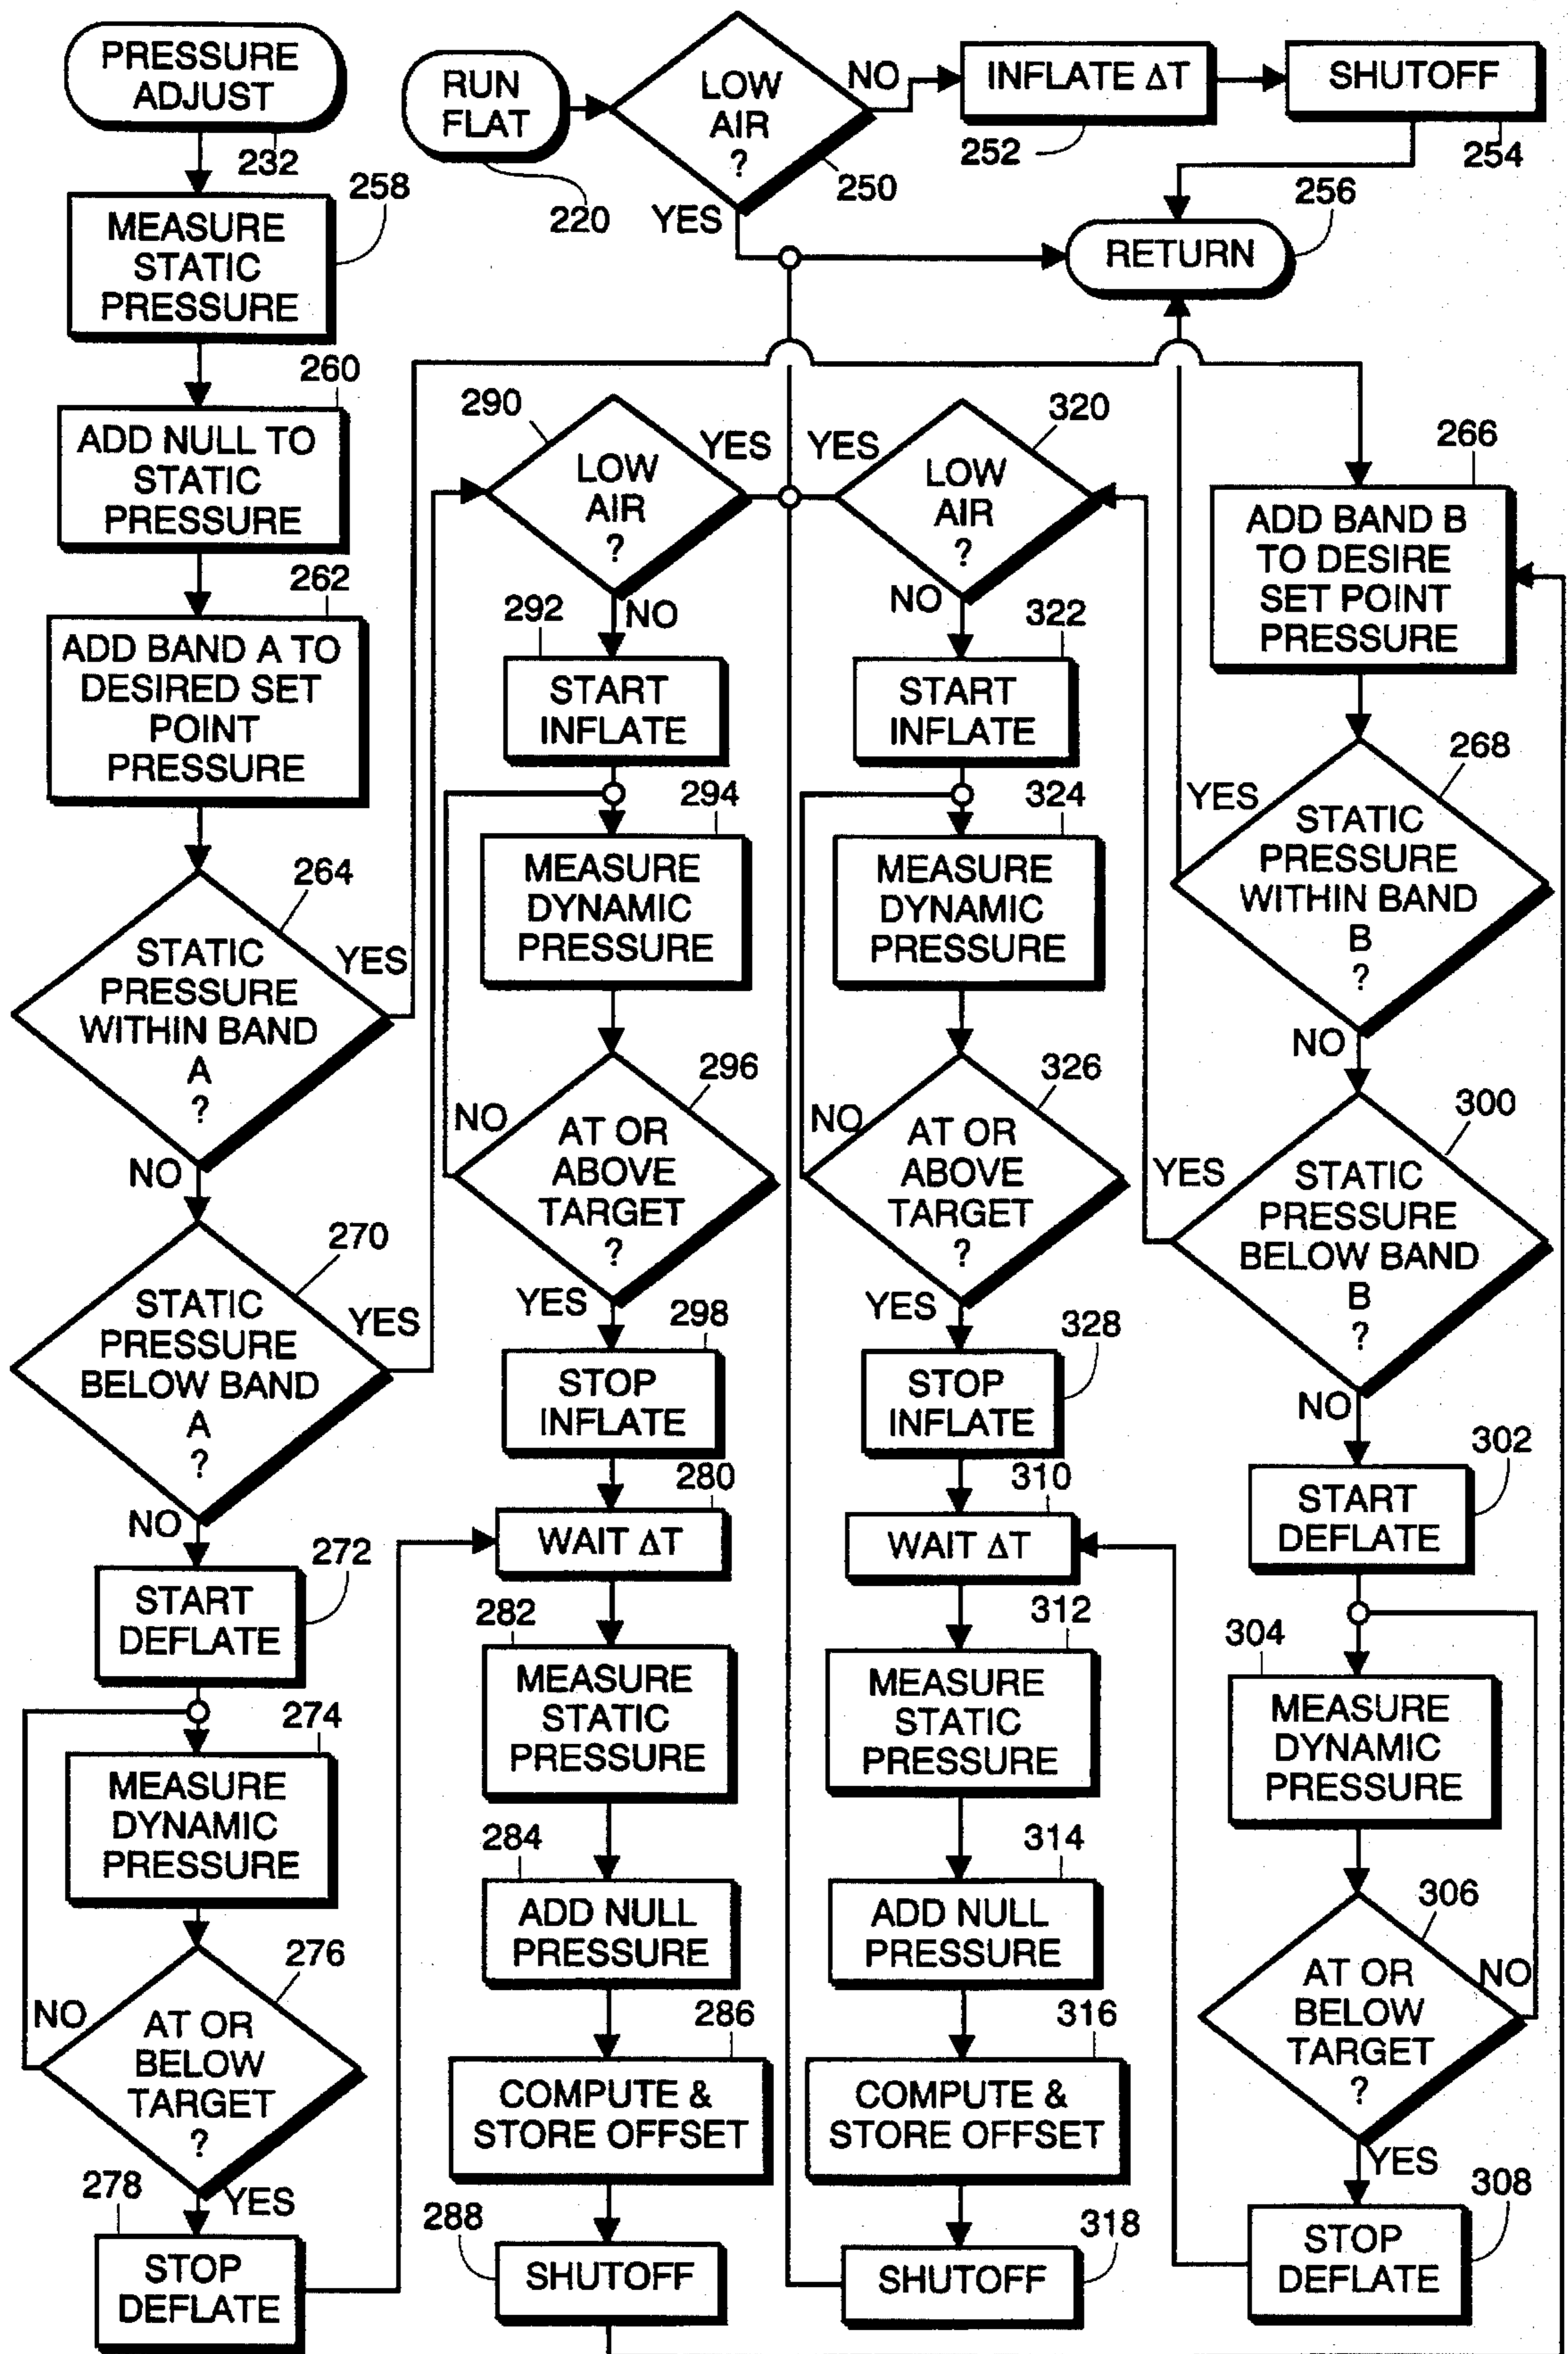 PRESSURE
ADJUST
232
MEASURE
STATIC
PRESSURE
258
ADD NULL TO
STATIC
PRESSURE
260
ADD BAND A TO
DESIRED SET
POINT
PRESSURE
262
STATIC
PRESSURE
WITHIN BAND
A
?
264
YES
NO
STATIC
PRESSURE
BELOW BAND
A
?
270
YES
NO
START
DEFLATE
272
MEASURE
DYNAMIC
PRESSURE
274
AT OR
BELOW
TARGET
?
276
NO
YES
STOP
DEFLATE
278
RUN
FLAT
220
LOW
AIR
?
250
NO
YES
INFLATE ΔT
252
SHUTOFF
254
RETURN
256
LOW
AIR
?
290
YES
NO
START
INFLATE
292
MEASURE
DYNAMIC
PRESSURE
294
AT OR
ABOVE
TARGET
?
296
NO
YES
STOP
INFLATE
298
WAIT ΔT
280
MEASURE
STATIC
PRESSURE
282
ADD NULL
PRESSURE
284
COMPUTE &
STORE OFFSET
286
SHUTOFF
288
LOW
AIR
?
320
YES
NO
START
INFLATE
322
MEASURE
DYNAMIC
PRESSURE
324
AT OR
ABOVE
TARGET
?
326
NO
YES
STOP
INFLATE
328
WAIT ΔT
310
MEASURE
STATIC
PRESSURE
312
ADD NULL
PRESSURE
314
COMPUTE &
STORE OFFSET
316
SHUTOFF
318
ADD BAND B
TO DESIRE
SET POINT
PRESSURE
266
STATIC
PRESSURE
WITHIN BAND
B
?
268
YES
NO
STATIC
PRESSURE
BELOW BAND
B
?
300
YES
NO
START
DEFLATE
302
MEASURE
DYNAMIC
PRESSURE
304
AT OR
BELOW
TARGET
?
306
NO
YES
STOP
DEFLATE
308